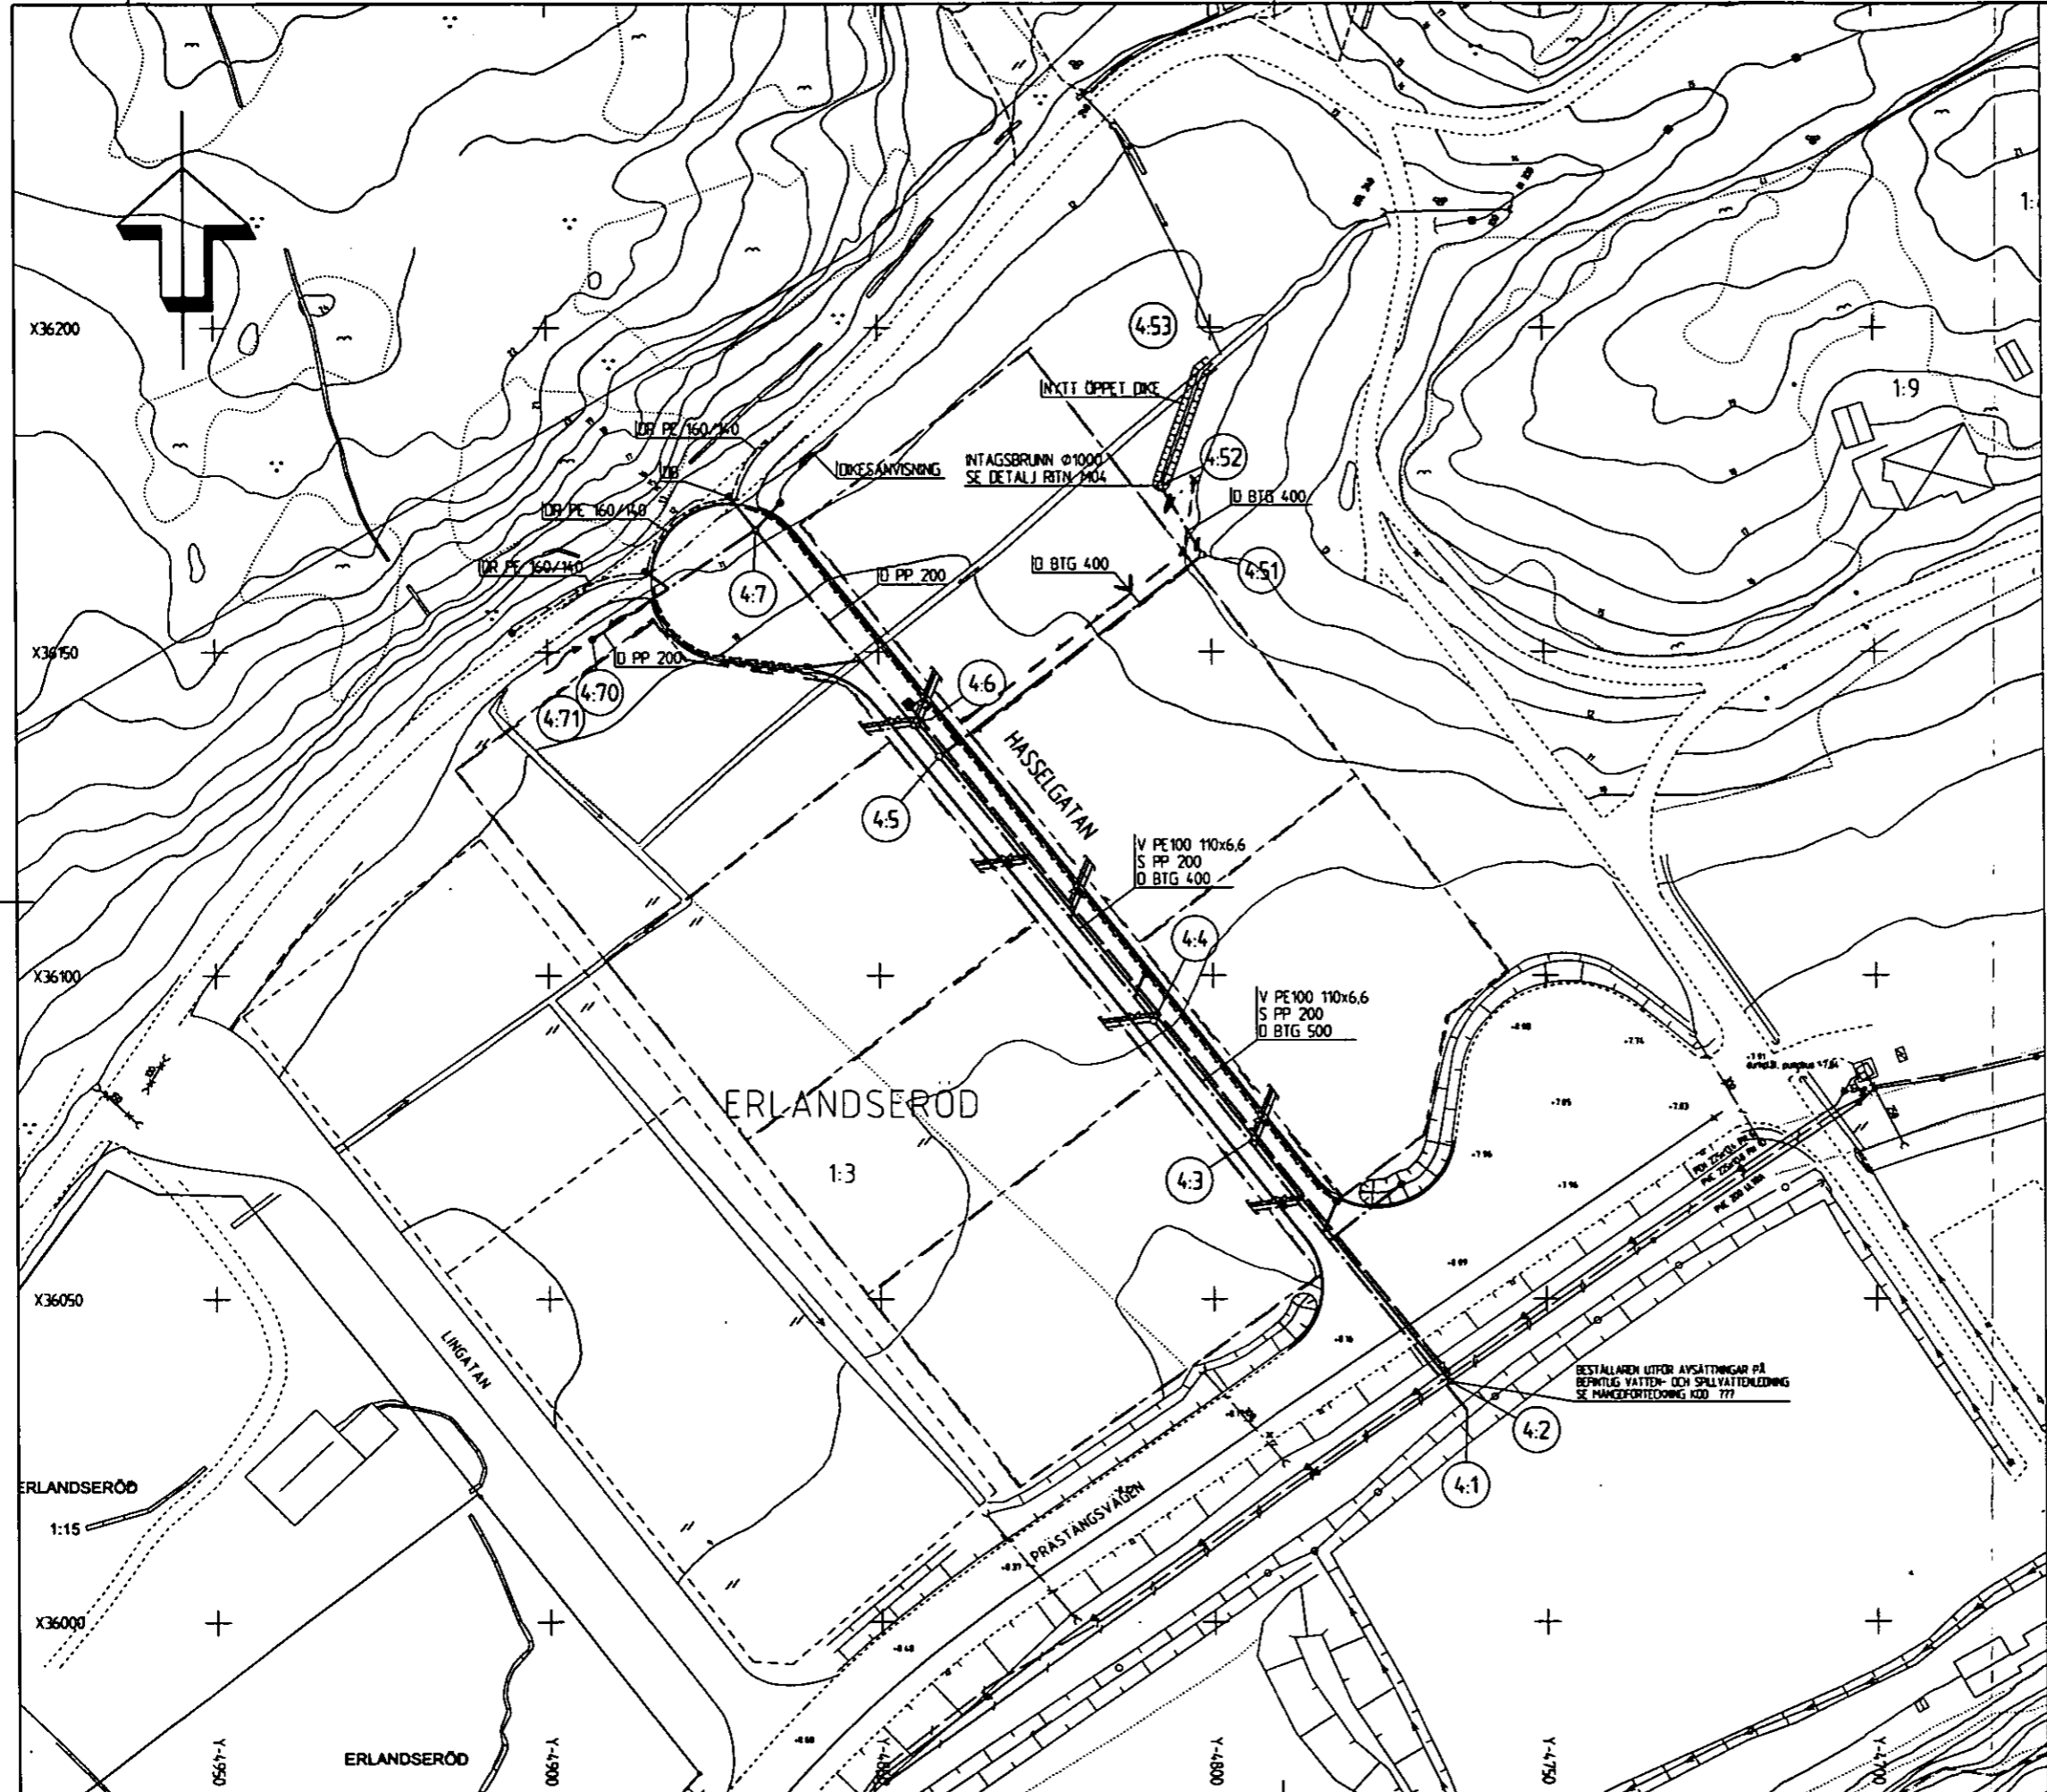 X36200
4:53
1:9
NYTT ÖPPET DIKE
DR PE 160/140
DB
DIKESANVISNING
INTAGSBRUNN Ø1000
SE DETALJ RITN M04
4:52
D BTG 400
DR PE 160/140
DR PE 160/140
4:7
D PP 200
D BTG 400
4:51
X36150
D PP 200
4:70
4:71
4:6
HASSELGATAN
4:5
V PE100 110x6,6
S PP 200
D BTG 400
4:4
X36100
V PE100 110x6,6
S PP 200
D BTG 500
ERLANDSERÖD
1:3
4:3
X36050
LINGATAN
BESTÄLLAREN UTFÖR AVSÄTTNINGAR PÅ
BEFINTLIG VATTEN- OCH SPILLVATTENLEDNING
SE MÄNGDFÖRTECKNING KOD ???
4:2
4:1
ERLANDSERÖD
1:15
PRÄSTÄNGSVÄGEN
X36000
ERLANDSERÖD
Y-4950
Y-4900
Y-4800
Y-4750
Y-4700